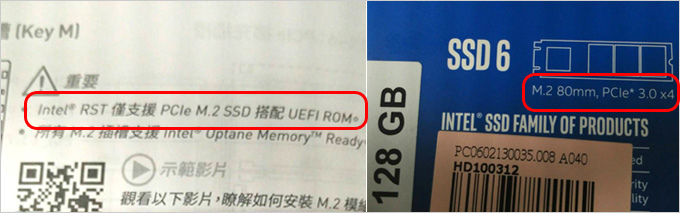 (Key M)
重要
• Intel® RST 僅支援 PCIe M.2 SSD 搭配 UEFI ROM。
• 所有 M.2 插槽支援 Intel® Optane Memory™ Ready
示範影片
觀看以下影片，瞭解如何安裝 M.2 模組
SSD 6
M.2 80mm, PCIe* 3.0 x4
INTEL® SSD FAMILY OF PRODUCTS
128 GB
PC0602130035.008 A040
HD100312